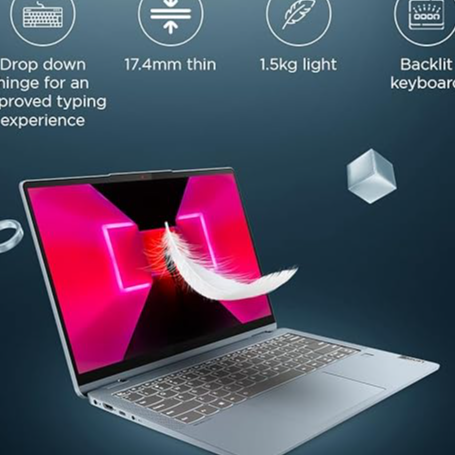 Drop down
hinge for an
proved typing
experience
17.4mm thin
1.5kg light
Backlit
keyboar